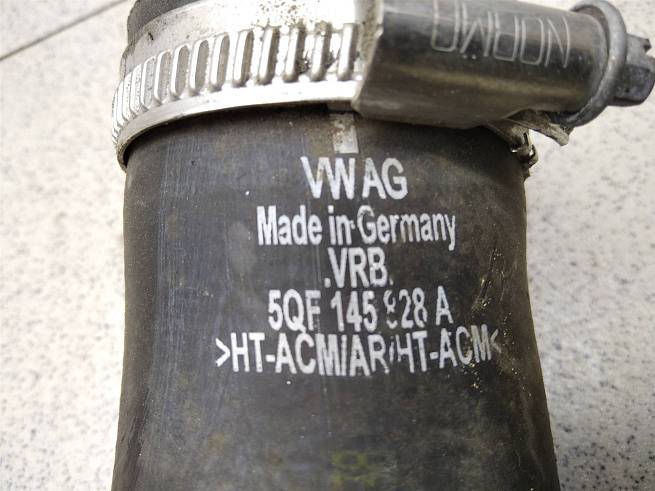 NORMA
VW AG
Made in Germany
.VRB.
5QF 145 828 A
>HT-ACM/AR/HT-ACM<